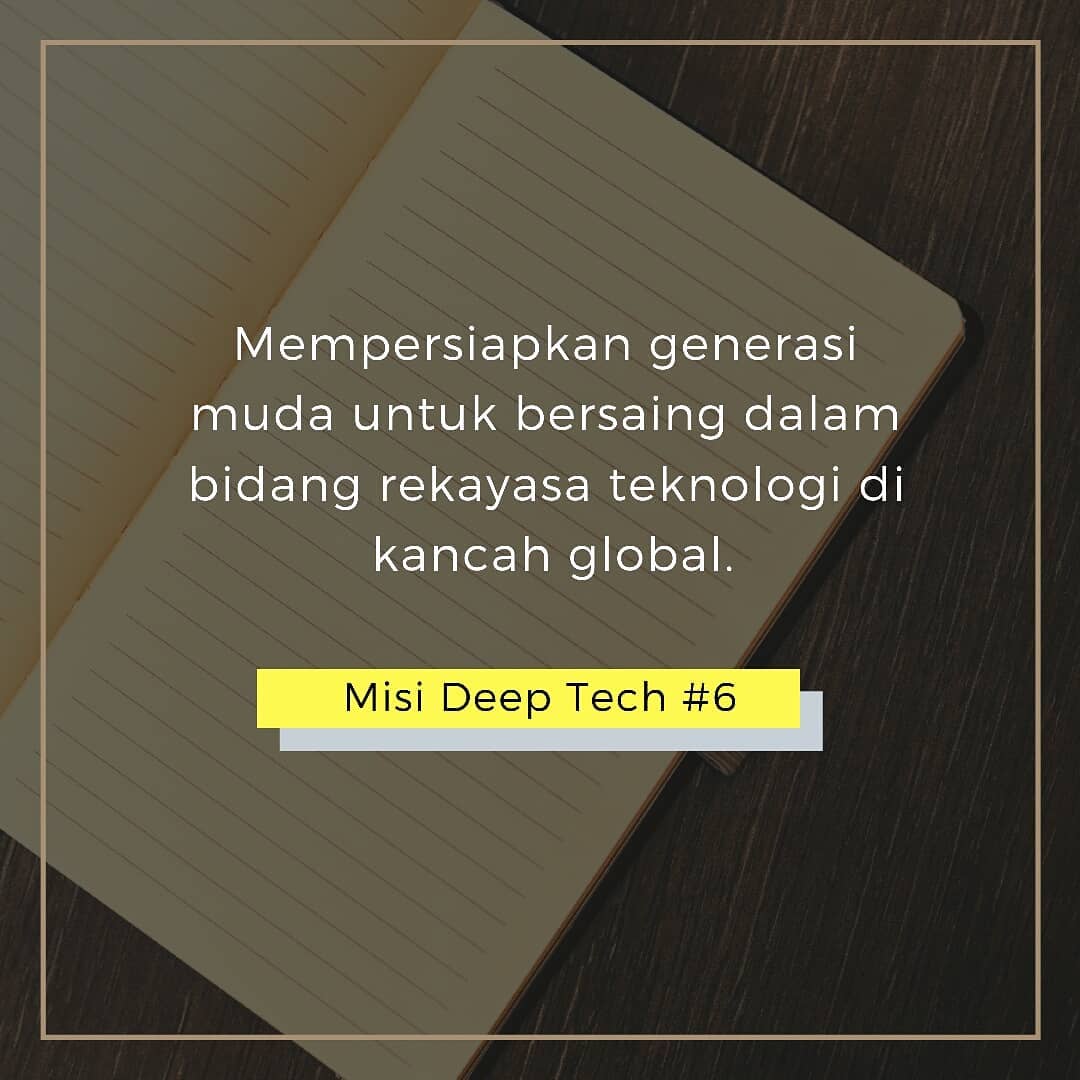 Mempersiapkan generasi
muda untuk bersaing dalam
bidang rekayasa teknologi di
kancah global.
Misi Deep Tech #6